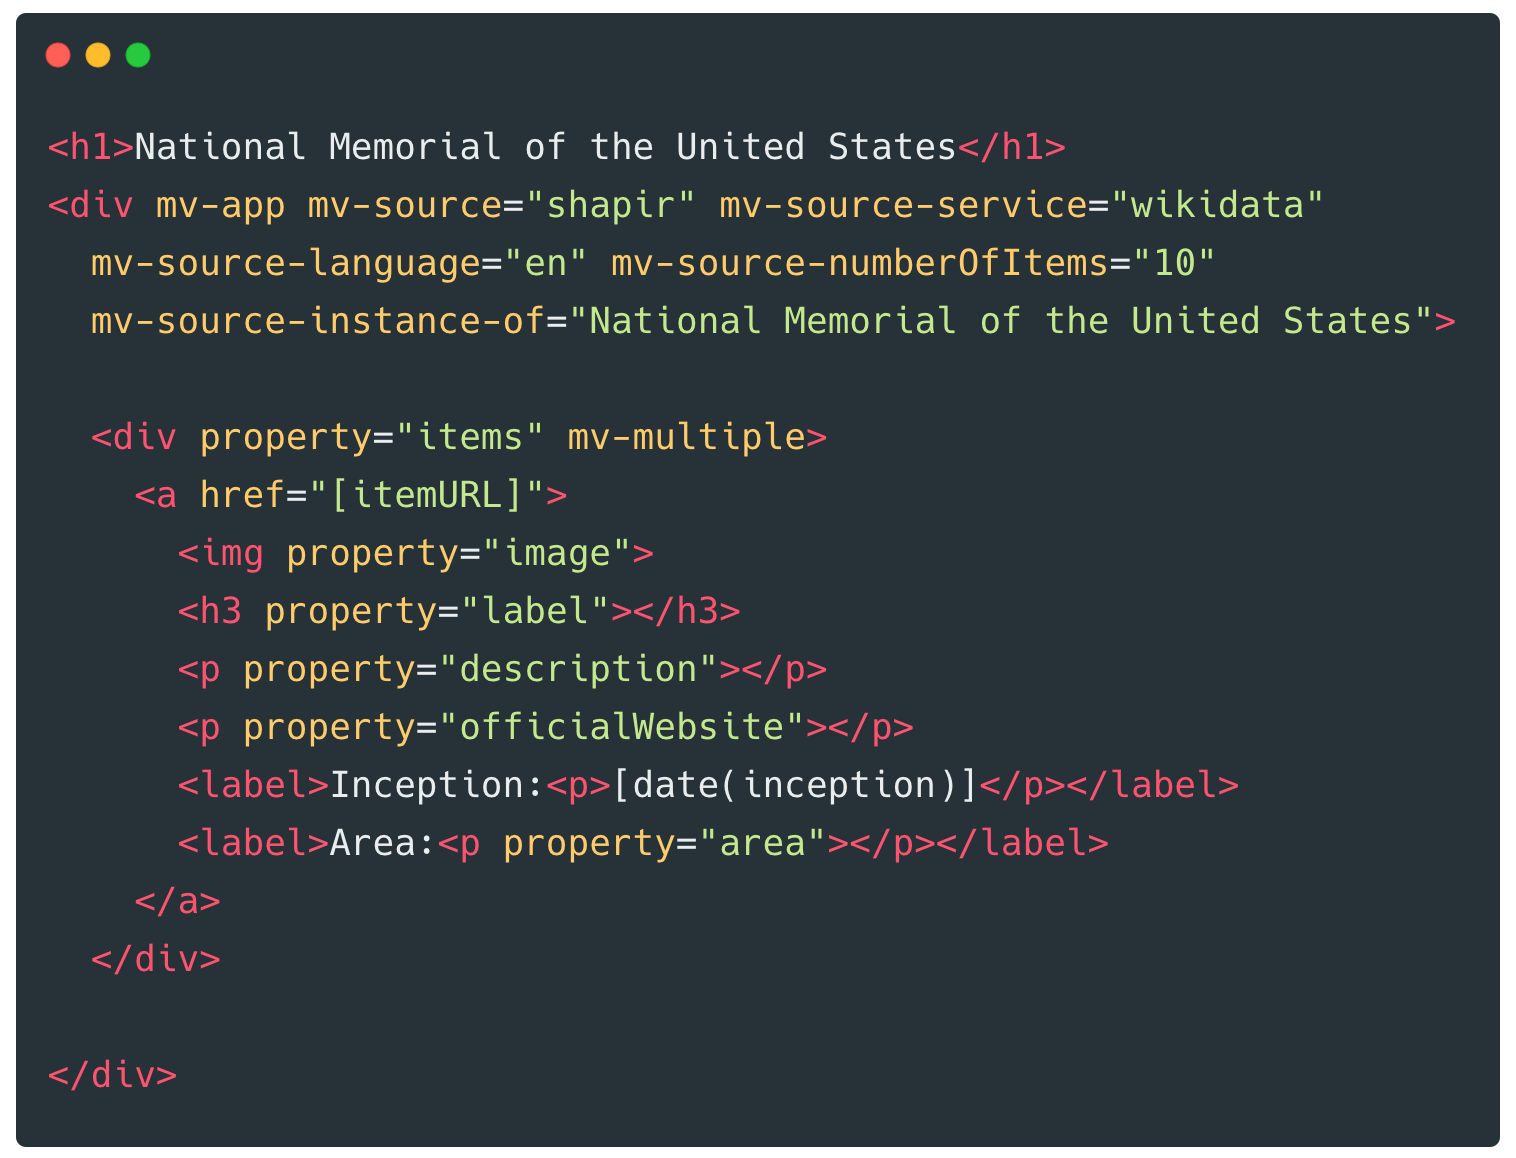 <h1>National Memorial of the United States</h1>
<div mv-app mv-source="shapir" mv-source-service="wikidata"
mv-source-language="en" mv-source-numberOfItems="10"
mv-source-instance-of="National Memorial of the United States">
<div property="items" mv-multiple>
<a href="[itemURL]">
<img property="image">
<h3 property="label"></h3>
<p property="description"></p>
<p property="officialWebsite"></p>
<label>Inception:<p>[date(inception)]</p></label>
<label>Area:<p property="area"></p></label>
</a>
</div>
</div>